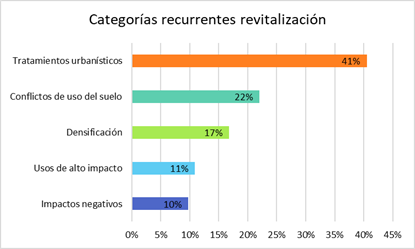 Categorías recurrentes revitalización
Tratamientos urbanísticos 41%
Conflictos de uso del suelo 22%
Densificación 17%
Usos de alto impacto 11%
Impactos negativos 10%
0% 5% 10% 15% 20% 25% 30% 35% 40% 45%